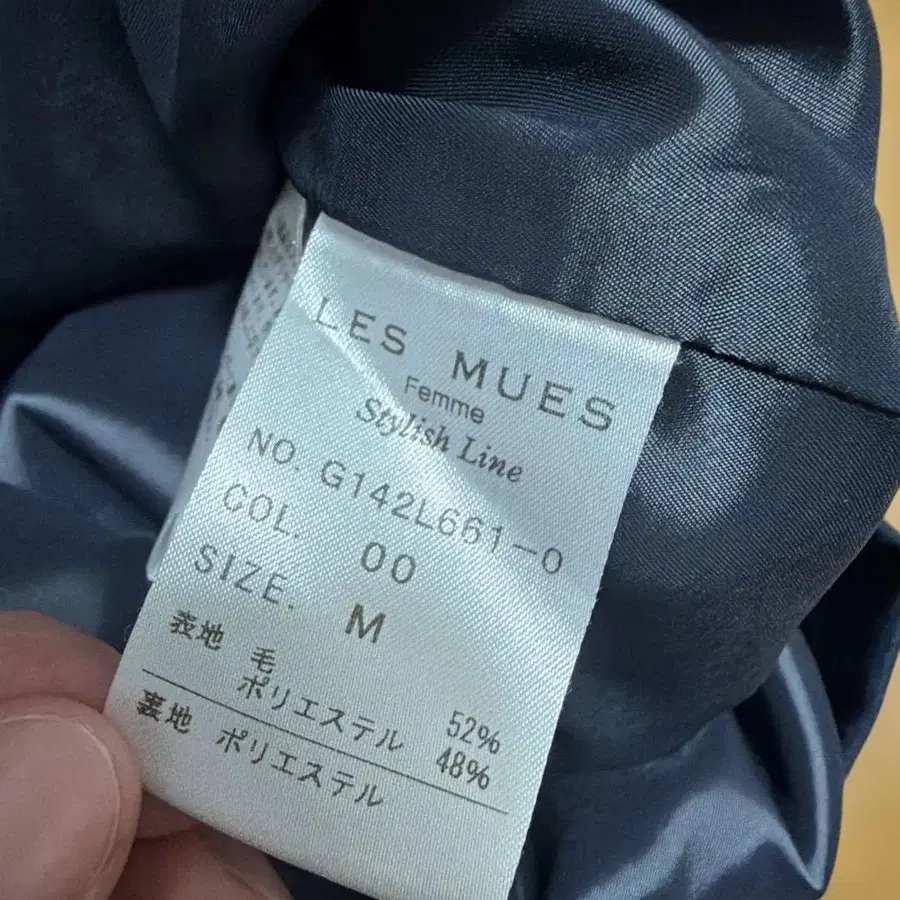 LES MUES
Femme
Stylish Line
NO. G142L661-0
COL. 00
SIZE. M
表地 毛 52%
ポリエステル 48%
裏地 ポリエステル